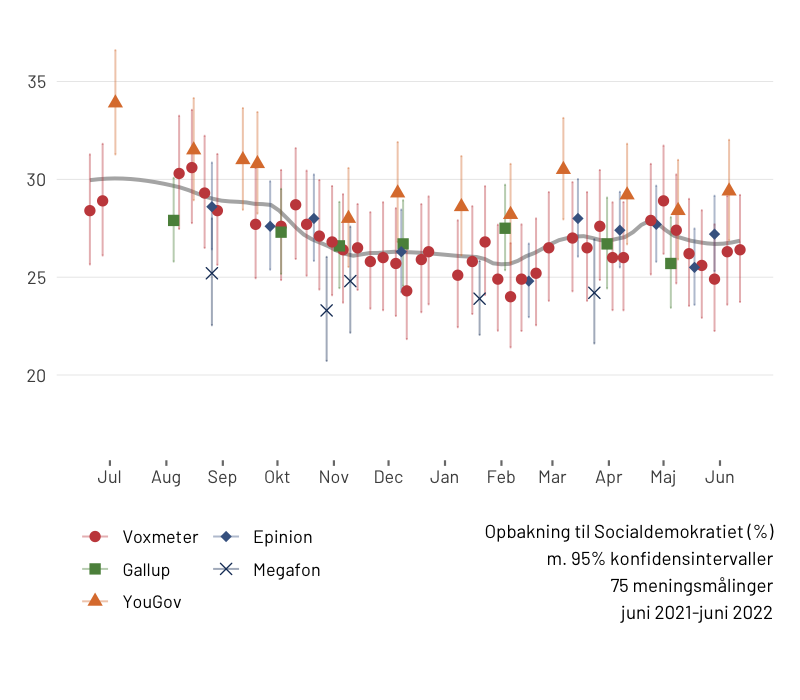 35
30
25
20
Jul Aug Sep Okt Nov Dec Jan Feb Mar Apr Maj Jun
Voxmeter Epinion
Gallup Megafon
YouGov
Opbakning til Socialdemokratiet (%)
m. 95% konfidensintervaller
75 meningsmålinger
juni 2021-juni 2022